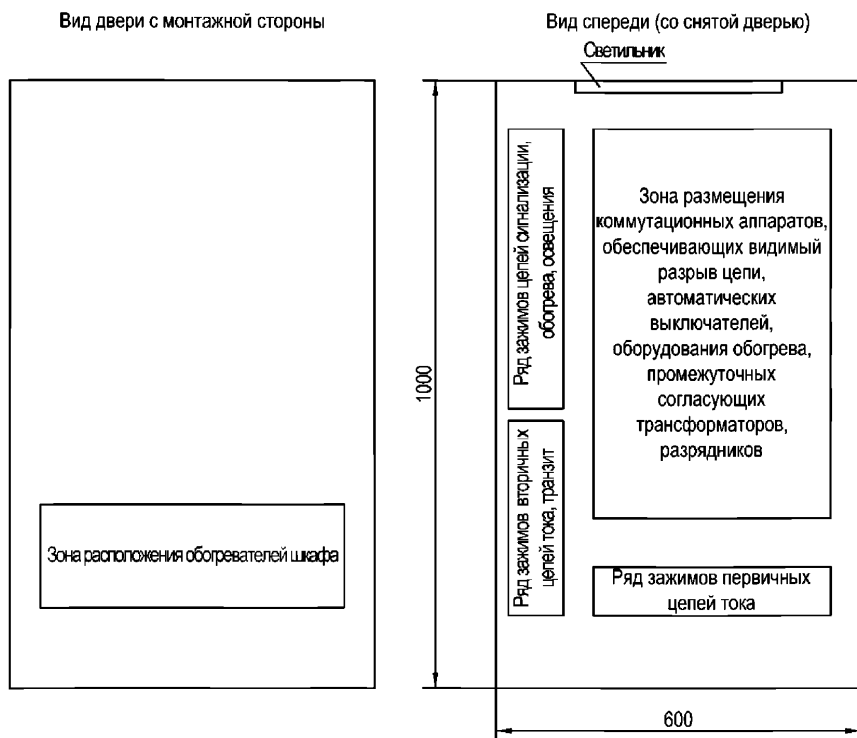 Вид двери с монтажной стороны
Вид спереди (со снятой дверью)
Светильник
Ряд зажимов цепей сигнализации,
обогрева, освещения
Зона размещения
коммутационных аппаратов,
обеспечивающих видимый
разрыв цепи,
автоматических
выключателей,
оборудования обогрева,
промежуточных
согласующих
трансформаторов,
разрядников
1000
Ряд зажимов вторичных
цепей тока, транзит
Зона расположения обогревателей шкафа
Ряд зажимов первичных
цепей тока
600